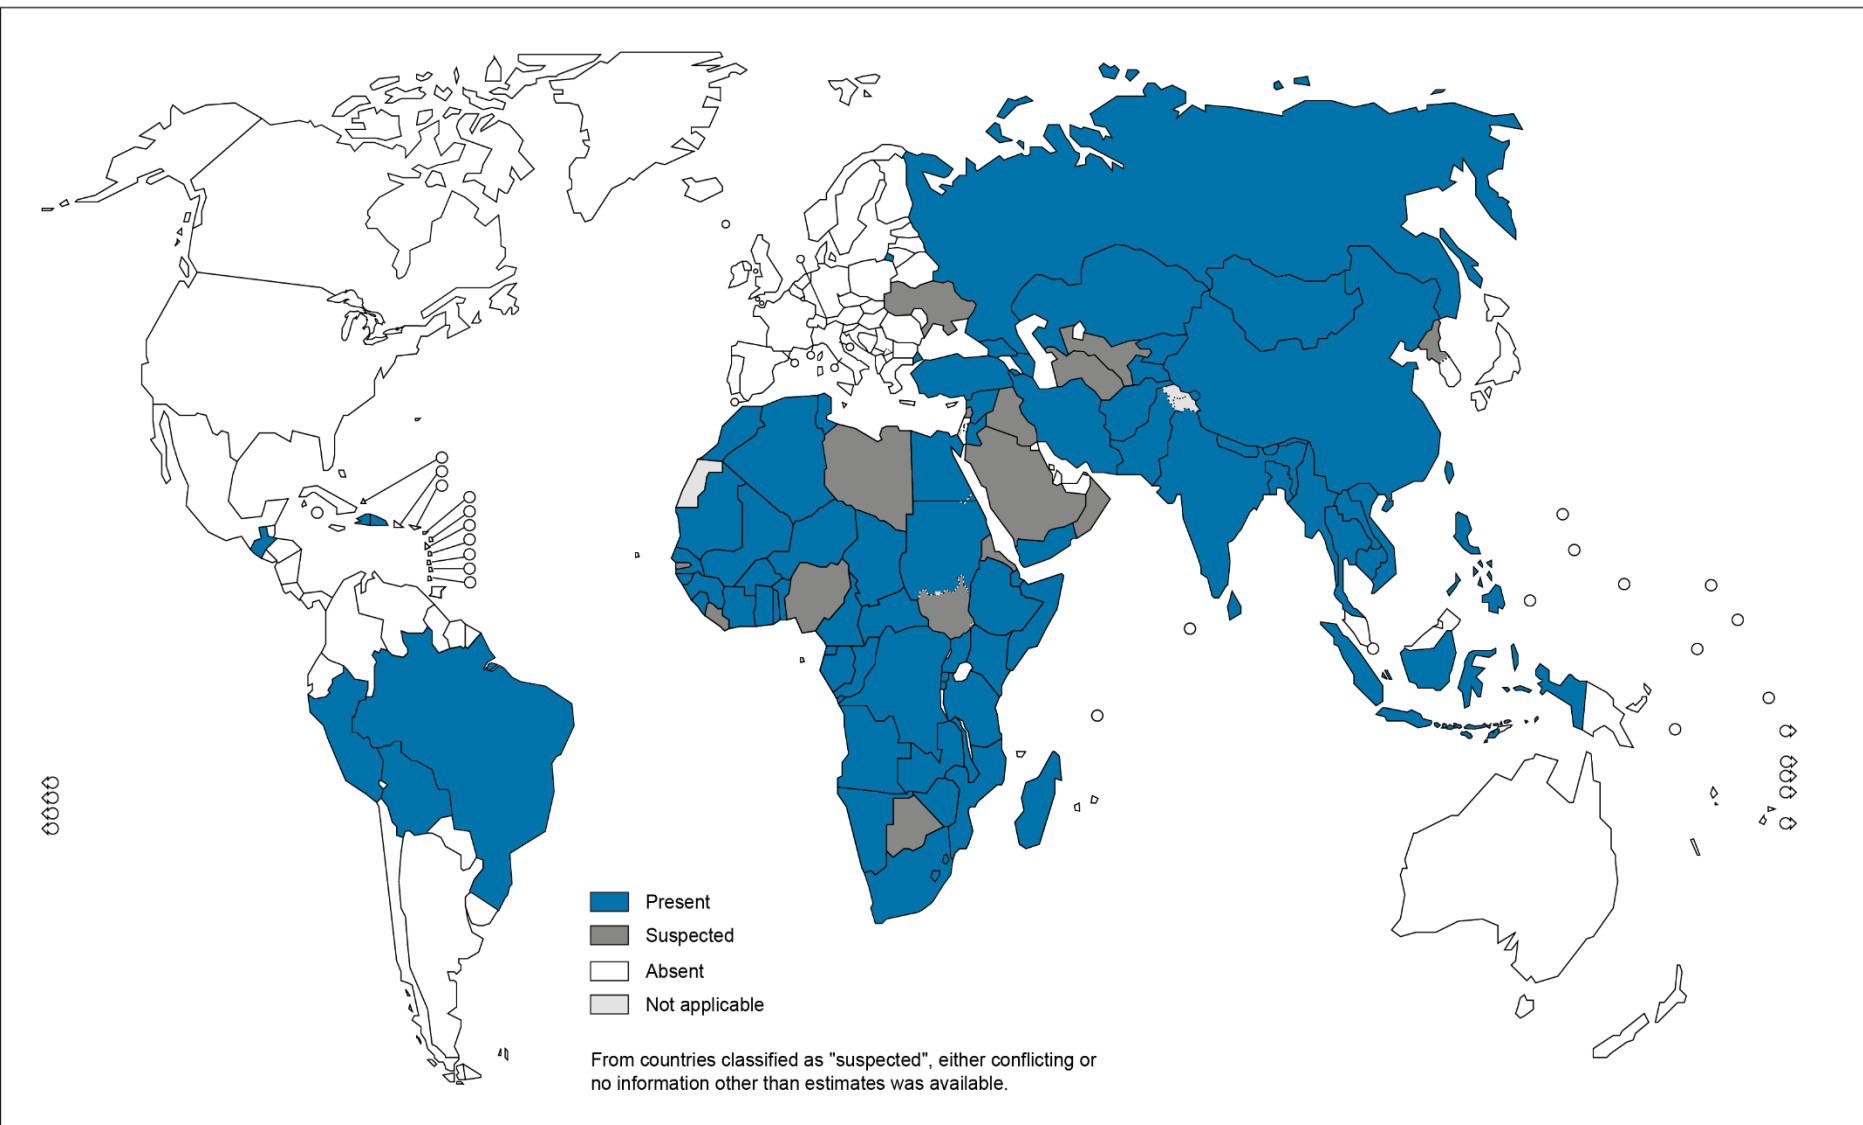 Present
Suspected
Absent
Not applicable
From countries classified as "suspected", either conflicting or
no information other than estimates was available.